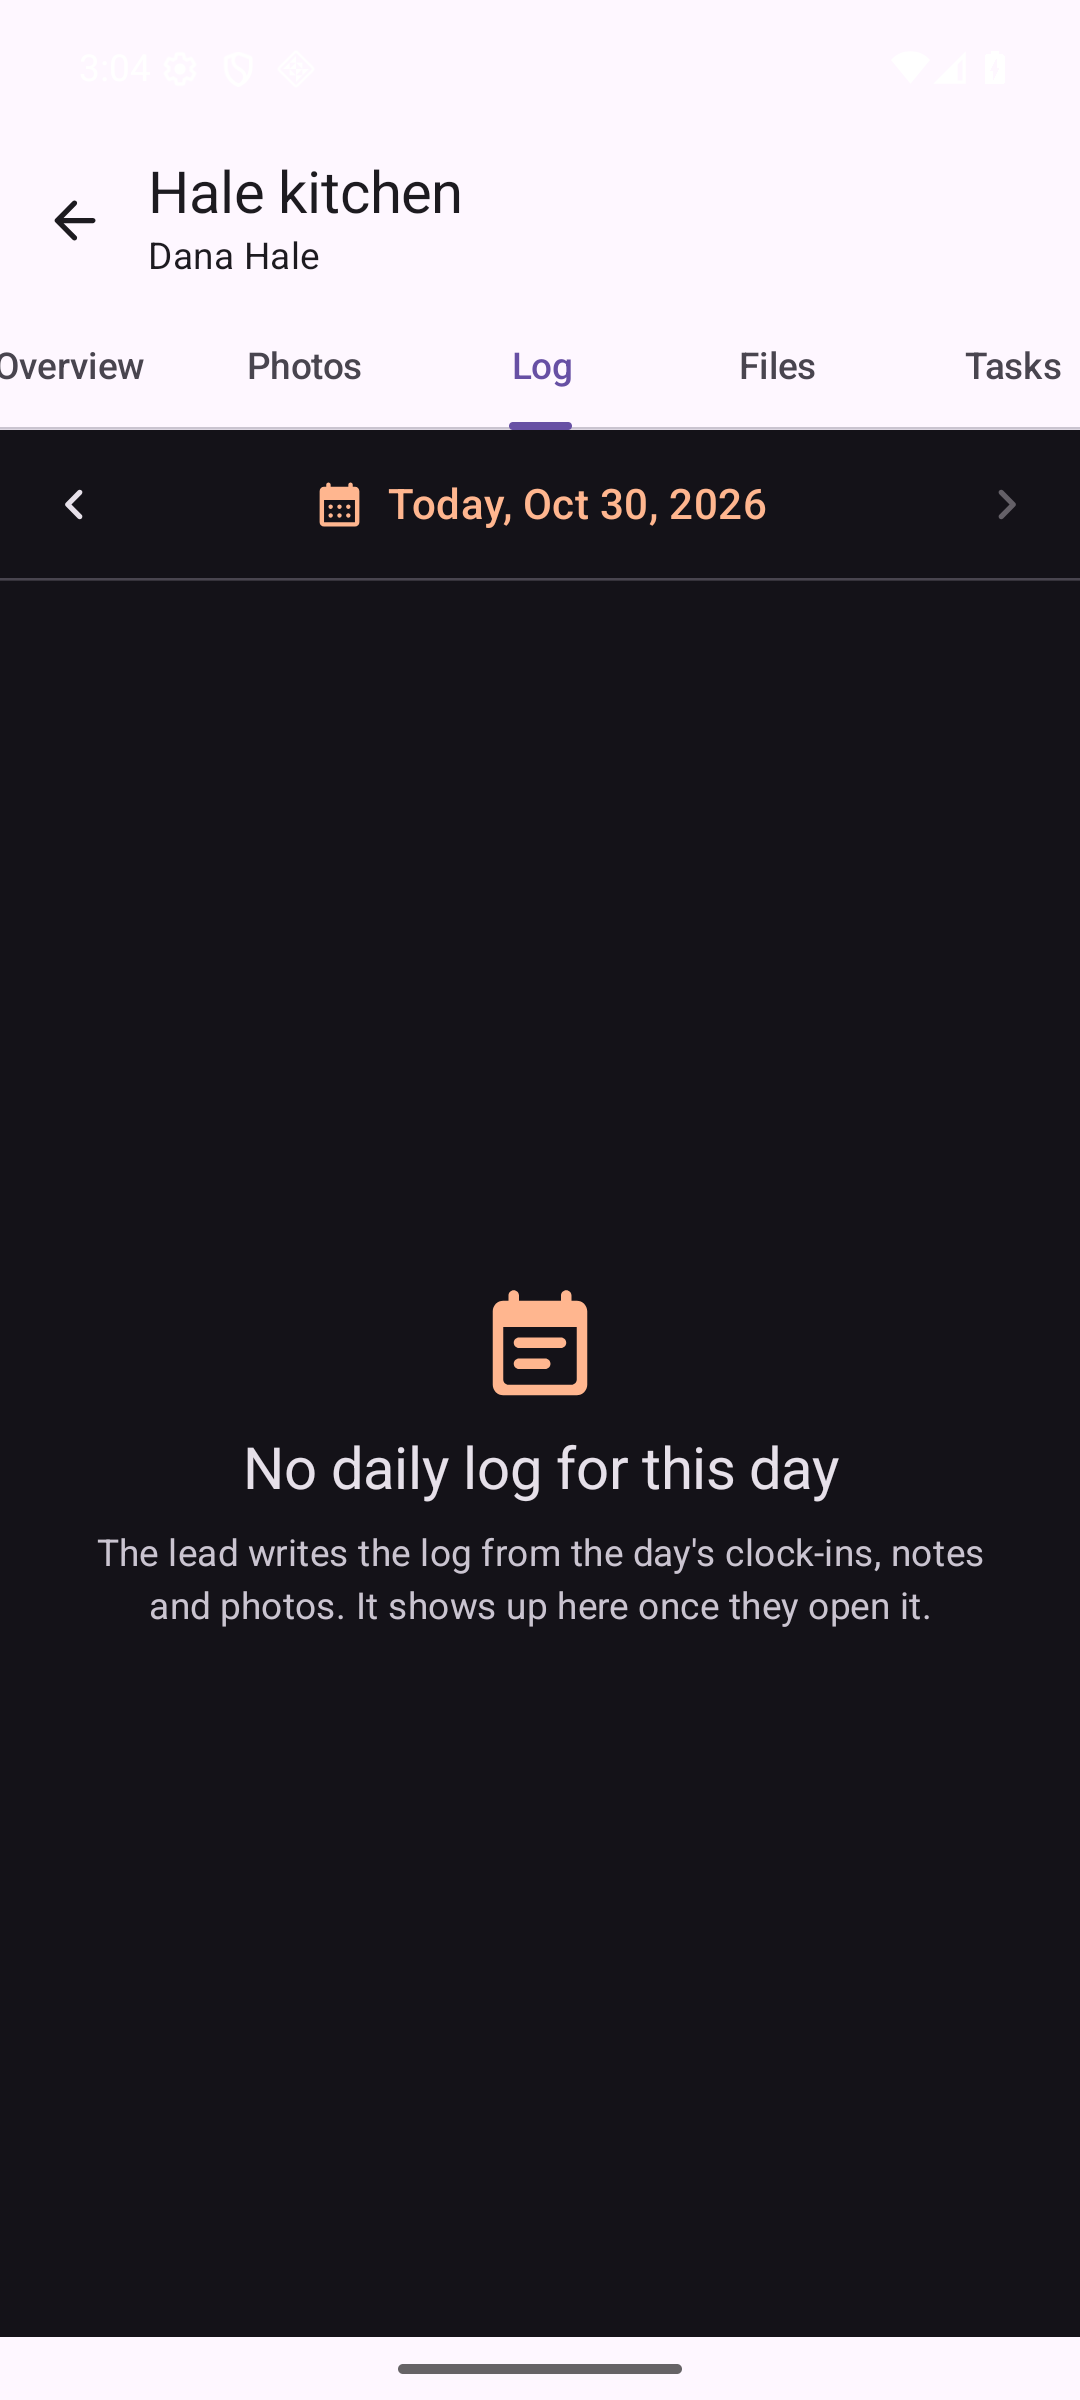 3:04
Hale kitchen
Dana Hale
Overview Photos Log Files Tasks
Today, Oct 30, 2026
No daily log for this day
The lead writes the log from the day's clock-ins, notes
and photos. It shows up here once they open it.